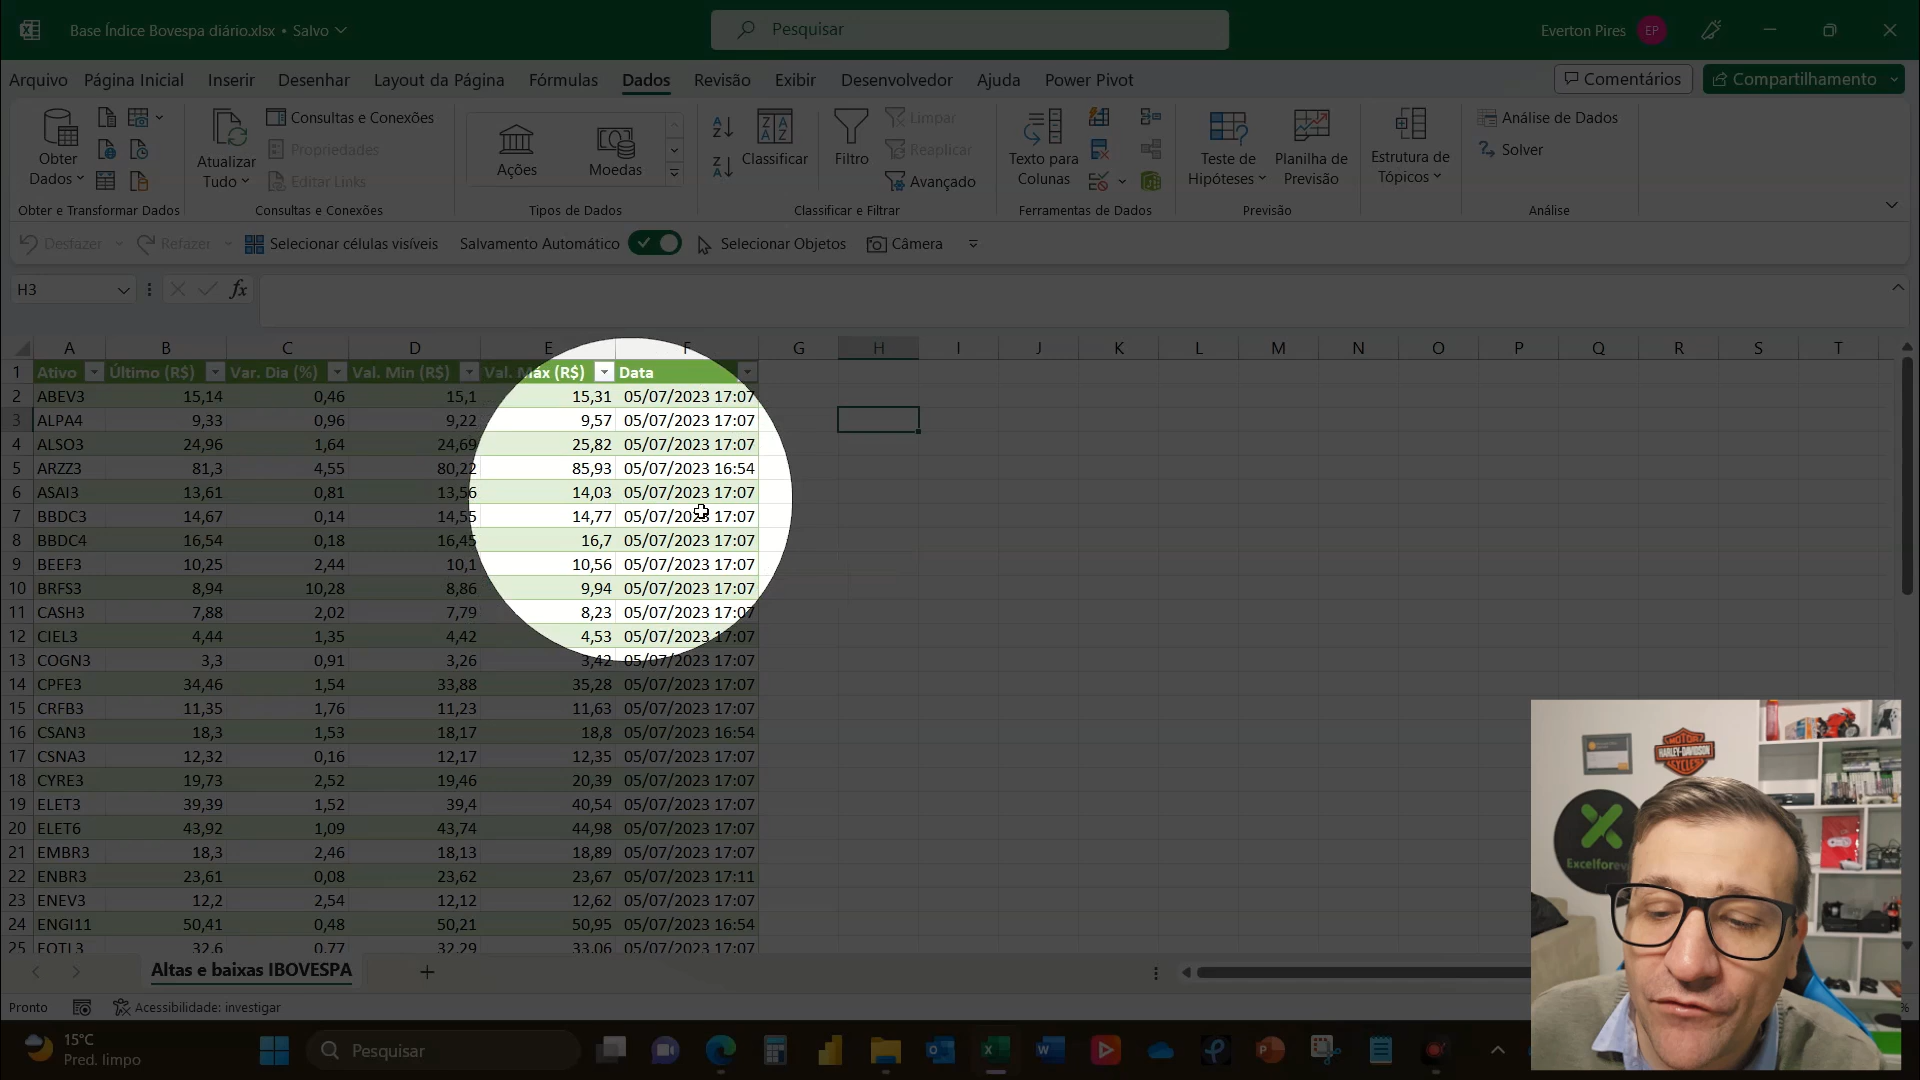 Base Índice Bovespa diário.xlsx • Salvo
Pesquisar
Everton Pires EP
Arquivo Página Inicial Inserir Desenhar Layout da Página Fórmulas Dados Revisão Exibir Desenvolvedor Ajuda Power Pivot Comentários Compartilhamento
Obter Dados
Atualizar Tudo
Consultas e Conexões
Propriedades
Editar Links
Ações
Moedas
Classificar
Filtro
Limpar
Reaplicar
Avançado
Texto para Colunas
Teste de Hipóteses
Planilha de Previsão
Estrutura de Tópicos
Análise de Dados
Solver
Obter e Transformar Dados Consultas e Conexões Tipos de Dados Classificar e Filtrar Ferramentas de Dados Previsão Análise
Desfazer Refazer Selecionar células visíveis Salvamento Automático Selecionar Objetos Câmera
H3 fx
A B C D E F G H I J K L M N O P Q R S T
1 Ativo Último (R$) Var. Dia (%) Val. Min (R$) Val. Máx (R$) Data
2 ABEV3 15,14 0,46 15,1 15,31 05/07/2023 17:07
3 ALPA4 9,33 0,96 9,22 9,57 05/07/2023 17:07
4 ALSO3 24,96 1,64 24,69 25,82 05/07/2023 17:07
5 ARZZ3 81,3 4,55 80,22 85,93 05/07/2023 16:54
6 ASAI3 13,61 0,81 13,56 14,03 05/07/2023 17:07
7 BBDC3 14,67 0,14 14,55 14,77 05/07/2023 17:07
8 BBDC4 16,54 0,18 16,45 16,7 05/07/2023 17:07
9 BEEF3 10,25 2,44 10,1 10,56 05/07/2023 17:07
10 BRFS3 8,94 10,28 8,86 9,94 05/07/2023 17:07
11 CASH3 7,88 2,02 7,79 8,23 05/07/2023 17:07
12 CIEL3 4,44 1,35 4,42 4,53 05/07/2023 17:07
13 COGN3 3,3 0,91 3,26 3,42 05/07/2023 17:07
14 CPFE3 34,46 1,54 33,88 35,28 05/07/2023 17:07
15 CRFB3 11,35 1,76 11,23 11,63 05/07/2023 17:07
16 CSAN3 18,3 1,53 18,17 18,8 05/07/2023 16:54
17 CSNA3 12,32 0,16 12,17 12,35 05/07/2023 17:07
18 CYRE3 19,73 2,52 19,46 20,39 05/07/2023 17:07
19 ELET3 39,39 1,52 39,4 40,54 05/07/2023 17:07
20 ELET6 43,92 1,09 43,74 44,98 05/07/2023 17:07
21 EMBR3 18,3 2,46 18,13 18,89 05/07/2023 17:07
22 ENBR3 23,61 0,08 23,62 23,67 05/07/2023 17:11
23 ENEV3 12,2 2,54 12,12 12,62 05/07/2023 17:07
24 ENGI11 50,41 0,48 50,21 50,95 05/07/2023 16:54
25 EQTL3 32,6 0,77 32,29 33,06 05/07/2023 17:07
MOTOR
HARLEY-DAVIDSON
CYCLES
Excelforever
Altas e baixas IBOVESPA
Pronto Acessibilidade: investigar
15°C
Pred. limpo
Pesquisar